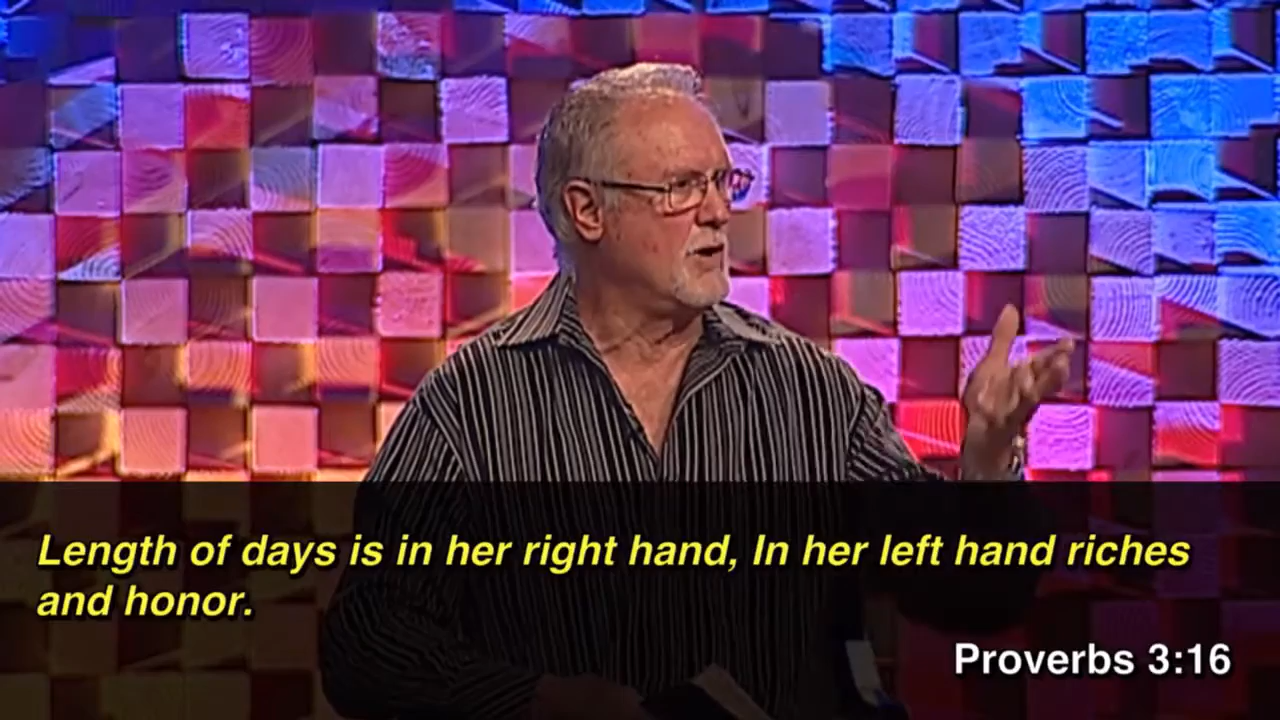 Length of days is in her right hand, In her left hand riches
and honor.
Proverbs 3:16